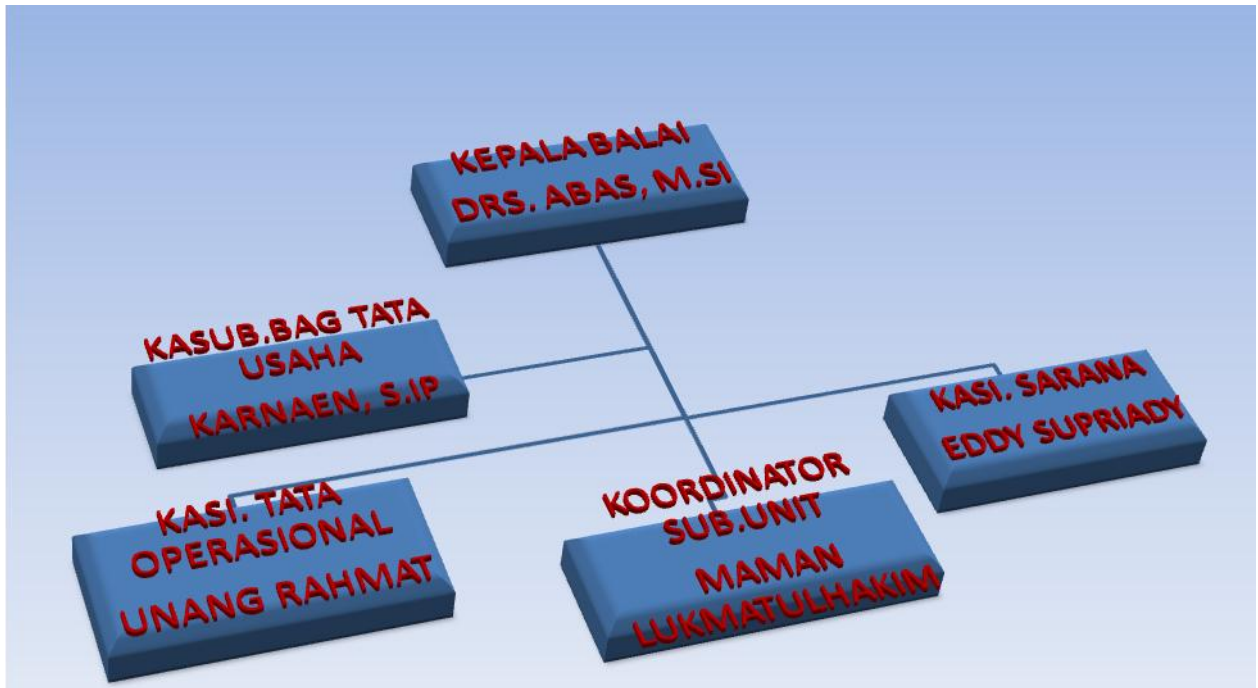 KEPALA BALAI
DRS. ABAS, M.SI
KASUB.BAG TATA
USAHA
KARNAEN, S.IP
KASI. TATA
OPERASIONAL
UNANG RAHMAT
KOORDINATOR
SUB.UNIT
MAMAN
LUKMATULHAKIM
KASI. SARANA
EDDY SUPRIADY